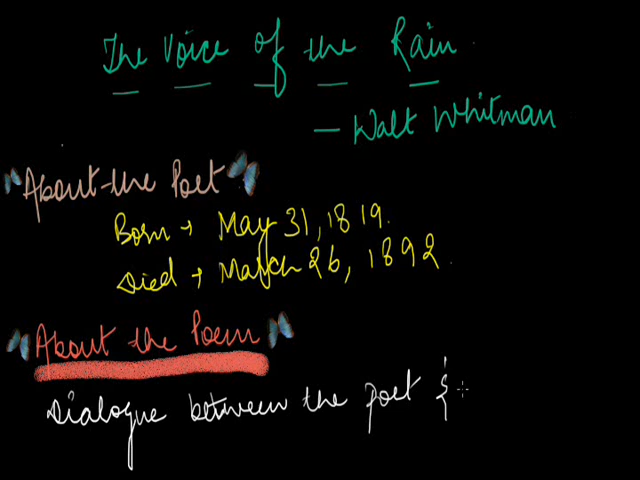 The Voice of the Rain
— Walt Whitman
About the Poet
Born → May 31, 1819.
Died → March 26, 1892.
About the Poem
Dialogue between the poet &